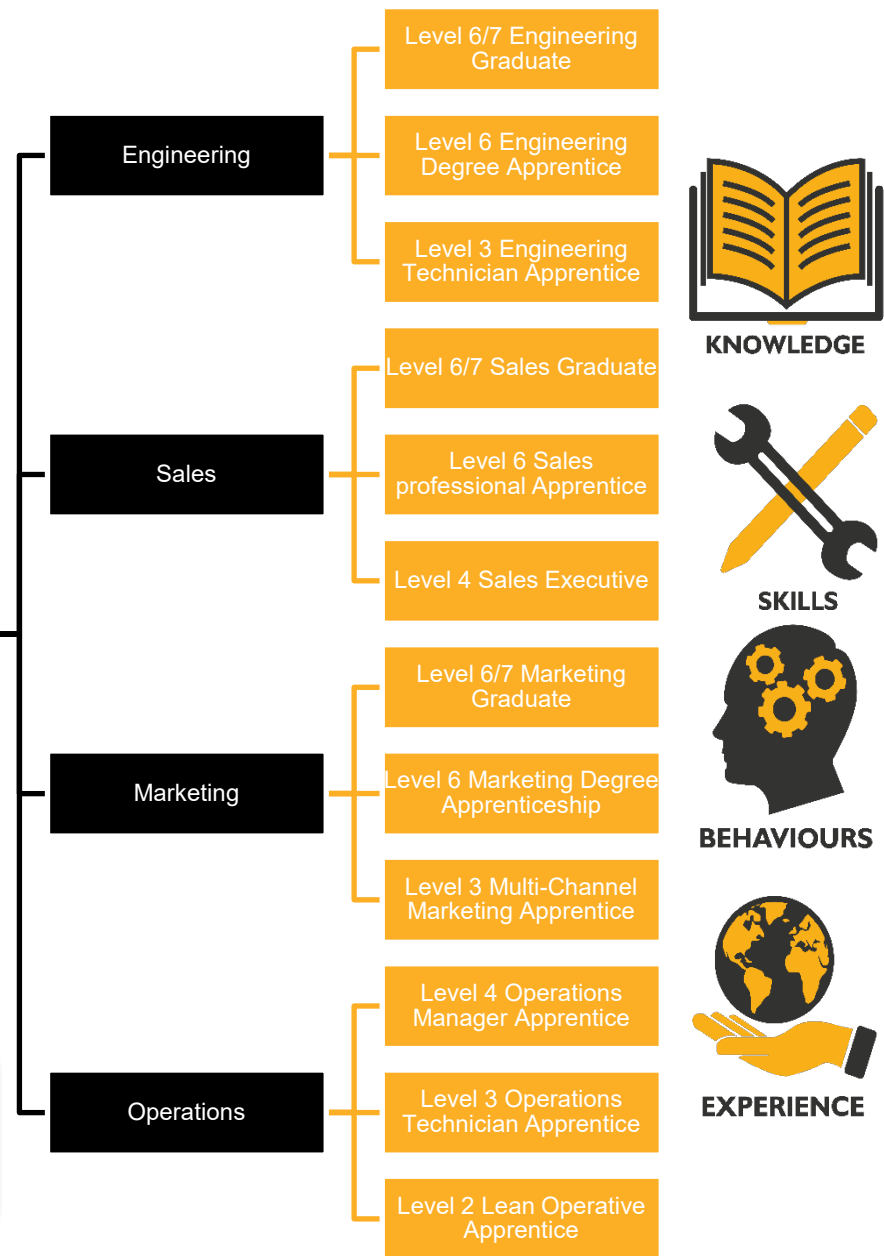 Engineering
Level 6/7 Engineering
Graduate
Level 6 Engineering
Degree Apprentice
Level 3 Engineering
Technician Apprentice
Sales
Level 6/7 Sales Graduate
Level 6 Sales
professional Apprentice
Level 4 Sales Executive
Marketing
Level 6/7 Marketing
Graduate
Level 6 Marketing Degree
Apprenticeship
Level 3 Multi-Channel
Marketing Apprentice
Operations
Level 4 Operations
Manager Apprentice
Level 3 Operations
Technician Apprentice
Level 2 Lean Operative
Apprentice
KNOWLEDGE
SKILLS
BEHAVIOURS
EXPERIENCE